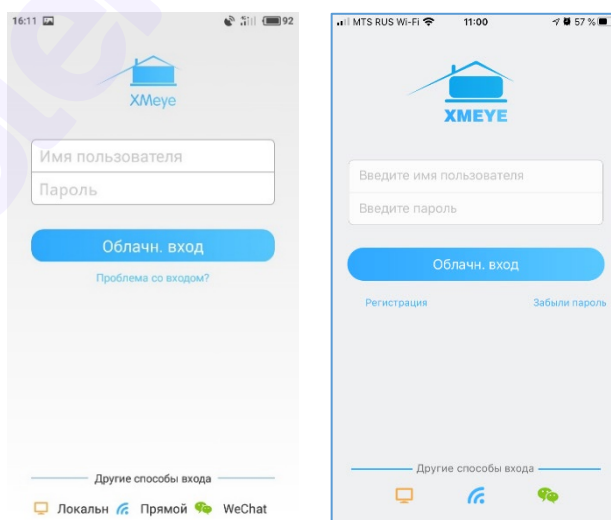 16:11
92
XMeye
Имя пользователя
Пароль
Облачн. вход
Проблема со входом?
Другие способы входа
Локальн
Прямой
WeChat
MTS RUS Wi-Fi
11:00
57 %
XMEYE
Введите имя пользователя
Введите пароль
Облачн. вход
Регистрация
Забыли пароль
Другие способы входа